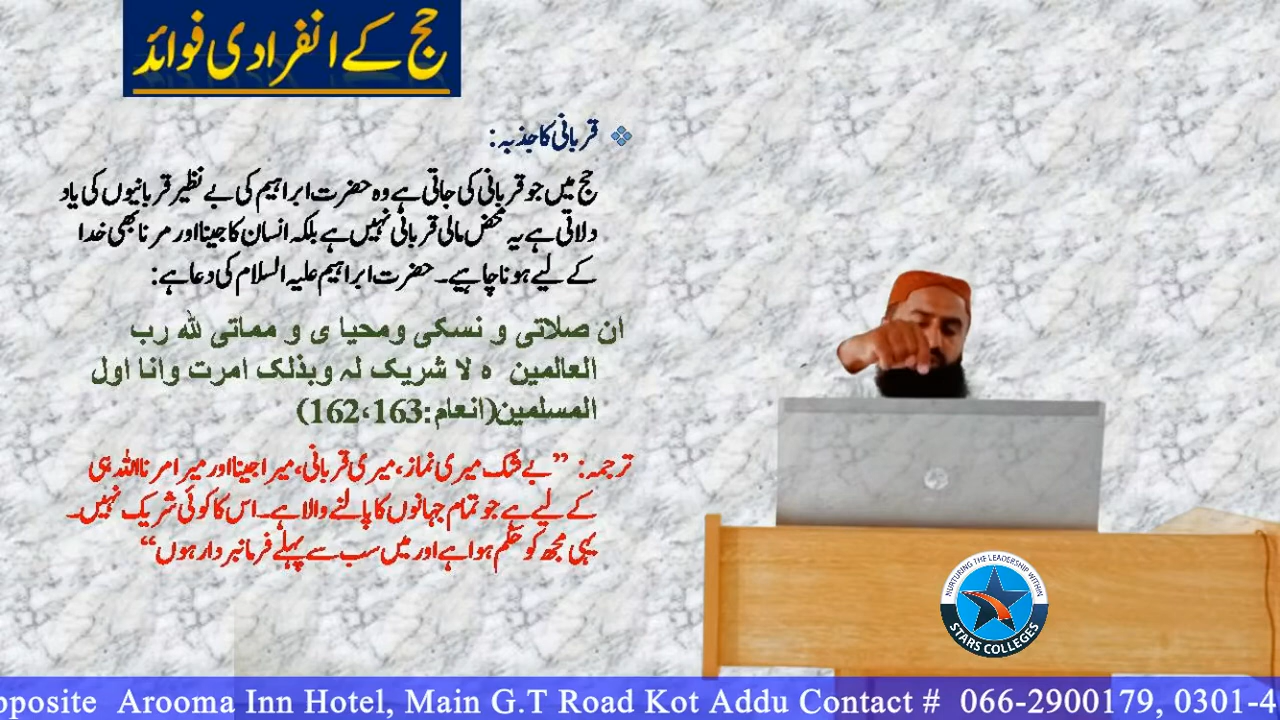 حج کے انفرادی فوائد
قربانی کا جذبہ:
حج میں جو قربانی کی جاتی ہے وہ حضرت ابراہیم کی بے نظیر قربانیوں کی یاد
دلاتی ہے یہ محض مالی قربانی نہیں ہے بلکہ انسان کا جینا اور مرنا بھی خدا
کے لیے ہونا چاہیے۔ حضرت ابراہیم علیہ السلام کی دعا ہے:
ان صلاتی و نسکی ومحیا ی و مماتی للہ رب
العالمین ہ لا شریک لہ وبذلک امرت وانا اول
المسلمین(انعام:162،163)
ترجمہ: ”بے شک میری نماز، میری قربانی، میرا جینا اور میرا مرنا اللہ ہی
کے لیے ہے جو تمام جہانوں کا پالنے والا ہے۔ اس کا کوئی شریک نہیں۔
یہی مجھ کو حکم ہوا ہے اور میں سب سے پہلے فرمانبردار ہوں“
NURTURING THE LEADERSHIP WITHIN
STARS COLLEGES
pposite Arooma Inn Hotel, Main G.T Road Kot Addu Contact # 066-2900179, 0301-4